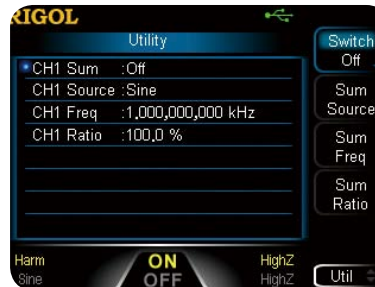 RIGOL
Utility
CH1 Sum :Off
CH1 Source :Sine
CH1 Freq :1,000,000,000 kHz
CH1 Ratio :100,0 %
Switch
Off
Sum
Source
Sum
Freq
Sum
Ratio
Harm
Sine
ON
OFF
HighZ
HighZ
Util